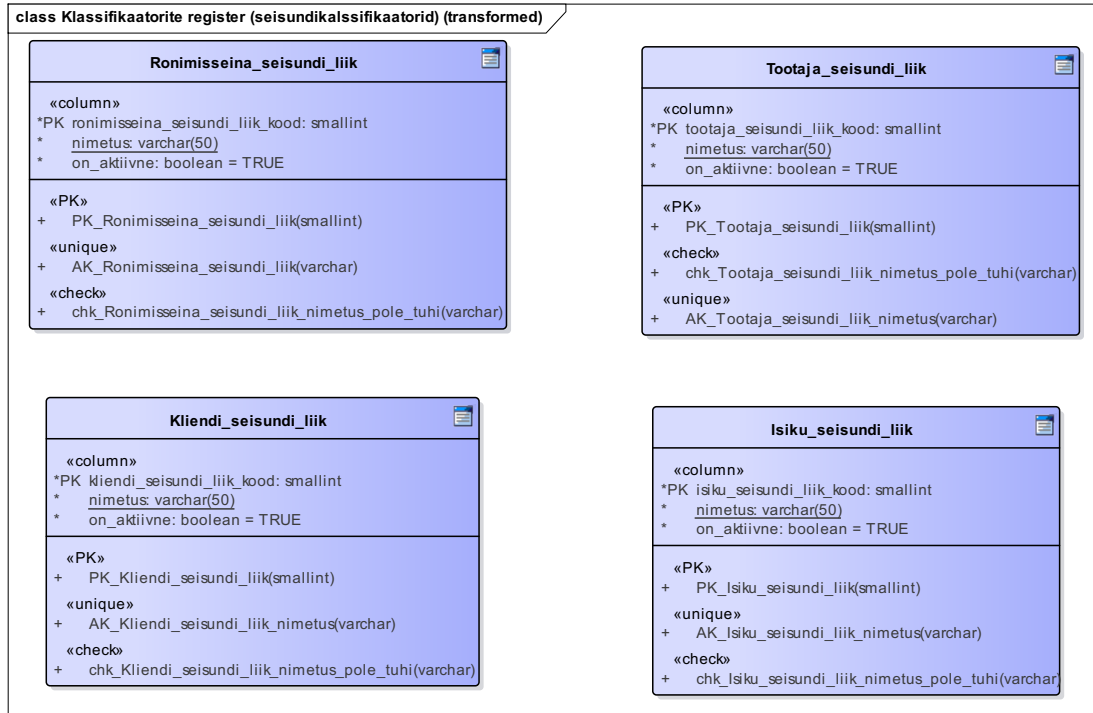 class Klassifikaatorite register (seisundikalssifikaatorid) (transformed)
Ronimisseina_seisundi_liik
«column»
*PK ronimisseina_seisundi_liik_kood: smallint
* nimetus: varchar(50)
* on_aktiivne: boolean = TRUE
«PK»
+ PK_Ronimisseina_seisundi_liik(smallint)
«unique»
+ AK_Ronimisseina_seisundi_liik(varchar)
«check»
+ chk_Ronimisseina_seisundi_liik_nimetus_pole_tuhi(varchar)
Tootaja_seisundi_liik
«column»
*PK tootaja_seisundi_liik_kood: smallint
* nimetus: varchar(50)
* on_aktiivne: boolean = TRUE
«PK»
+ PK_Tootaja_seisundi_liik(smallint)
«check»
+ chk_Tootaja_seisundi_liik_nimetus_pole_tuhi(varchar)
«unique»
+ AK_Tootaja_seisundi_liik_nimetus(varchar)
Kliendi_seisundi_liik
«column»
*PK kliendi_seisundi_liik_kood: smallint
* nimetus: varchar(50)
* on_aktiivne: boolean = TRUE
«PK»
+ PK_Kliendi_seisundi_liik(smallint)
«unique»
+ AK_Kliendi_seisundi_liik_nimetus(varchar)
«check»
+ chk_Kliendi_seisundi_liik_nimetus_pole_tuhi(varchar)
Isiku_seisundi_liik
«column»
*PK isiku_seisundi_liik_kood: smallint
* nimetus: varchar(50)
* on_aktiivne: boolean = TRUE
«PK»
+ PK_Isiku_seisundi_liik(smallint)
«unique»
+ AK_Isiku_seisundi_liik_nimetus(varchar)
«check»
+ chk_Isiku_seisundi_liik_nimetus_pole_tuhi(varchar)